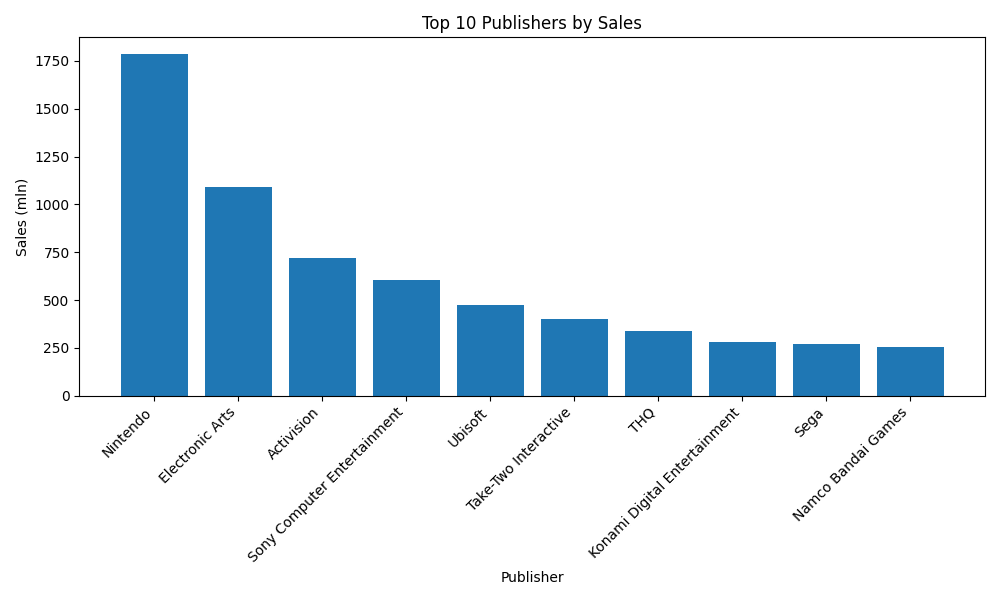 Top 10 Publishers by Sales
Sales (mln)
1750
1500
1250
1000
750
500
250
0
Nintendo
Electronic Arts
Activision
Sony Computer Entertainment
Ubisoft
Take-Two Interactive
THQ
Konami Digital Entertainment
Sega
Namco Bandai Games
Publisher